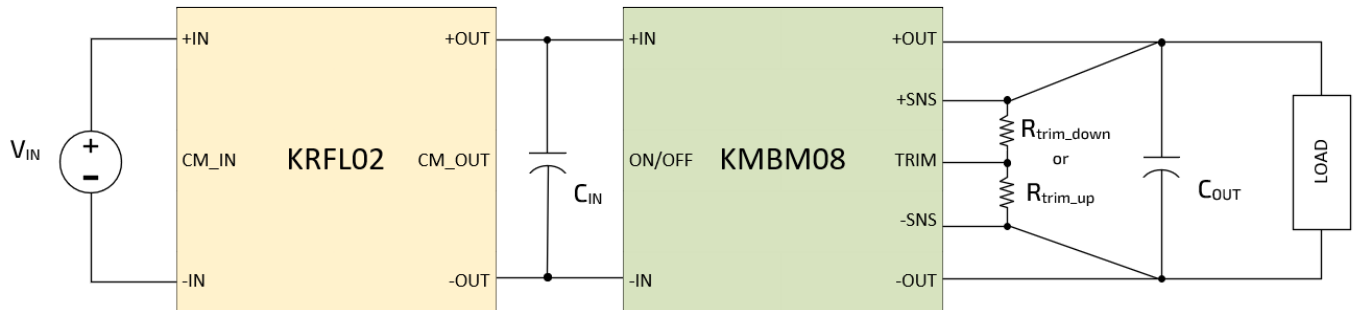 V_IN
+
-
+IN
CM_IN
-IN
KRFL02
+OUT
CM_OUT
-OUT
C_IN
+IN
ON/OFF
-IN
KMBM08
+OUT
+SNS
TRIM
-SNS
-OUT
R_trim_down
or
R_trim_up
C_OUT
LOAD